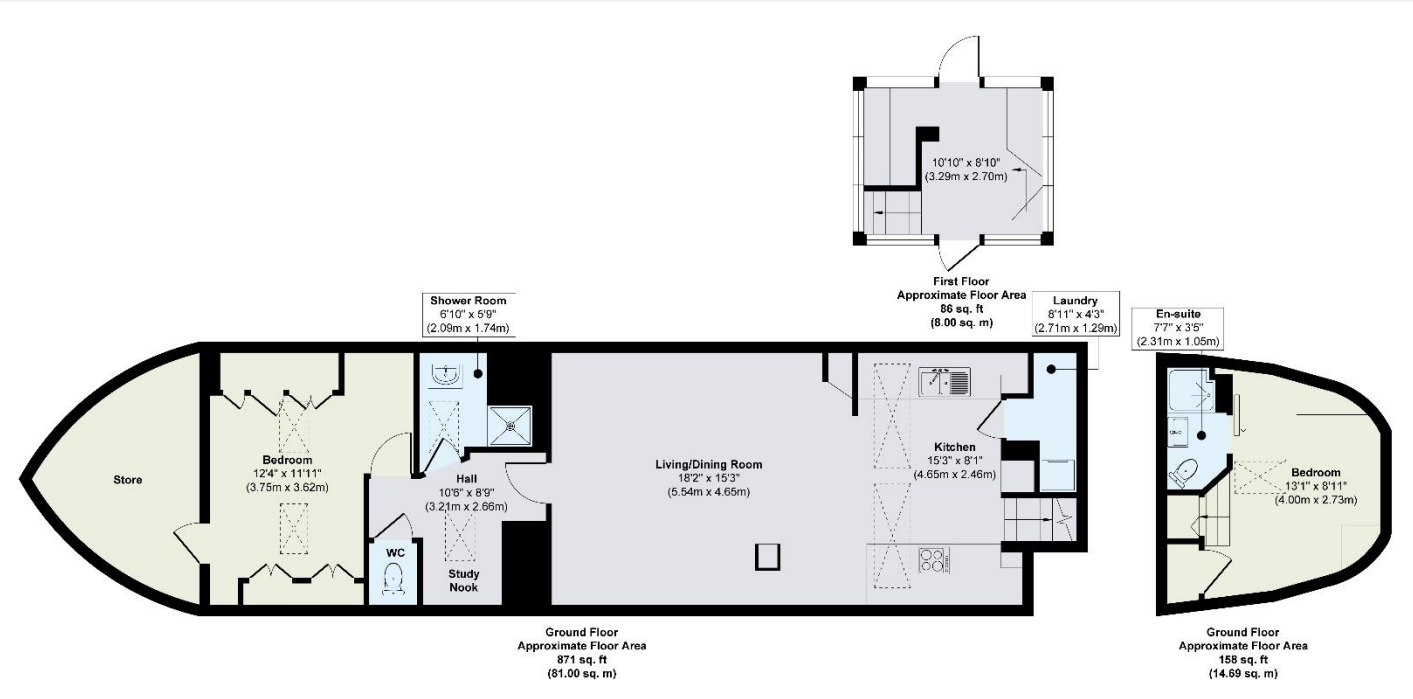 10'10" x 8'10"
(3.29m x 2.70m)
First Floor
Approximate Floor Area
86 sq. ft
(8.00 sq. m)
Shower Room
6'10" x 5'9"
(2.09m x 1.74m)
Laundry
8'11" x 4'3"
(2.71m x 1.29m)
En-suite
7'7" x 3'5"
(2.31m x 1.05m)
Store
Bedroom
12'4" x 11'11"
(3.75m x 3.62m)
Hall
10'6" x 8'9"
(3.21m x 2.66m)
WC
Study
Nook
Living/Dining Room
18'2" x 15'3"
(5.54m x 4.65m)
Kitchen
15'3" x 8'1"
(4.65m x 2.46m)
Bedroom
13'1" x 8'11"
(4.00m x 2.73m)
Ground Floor
Approximate Floor Area
871 sq. ft
(81.00 sq. m)
Ground Floor
Approximate Floor Area
158 sq. ft
(14.69 sq. m)